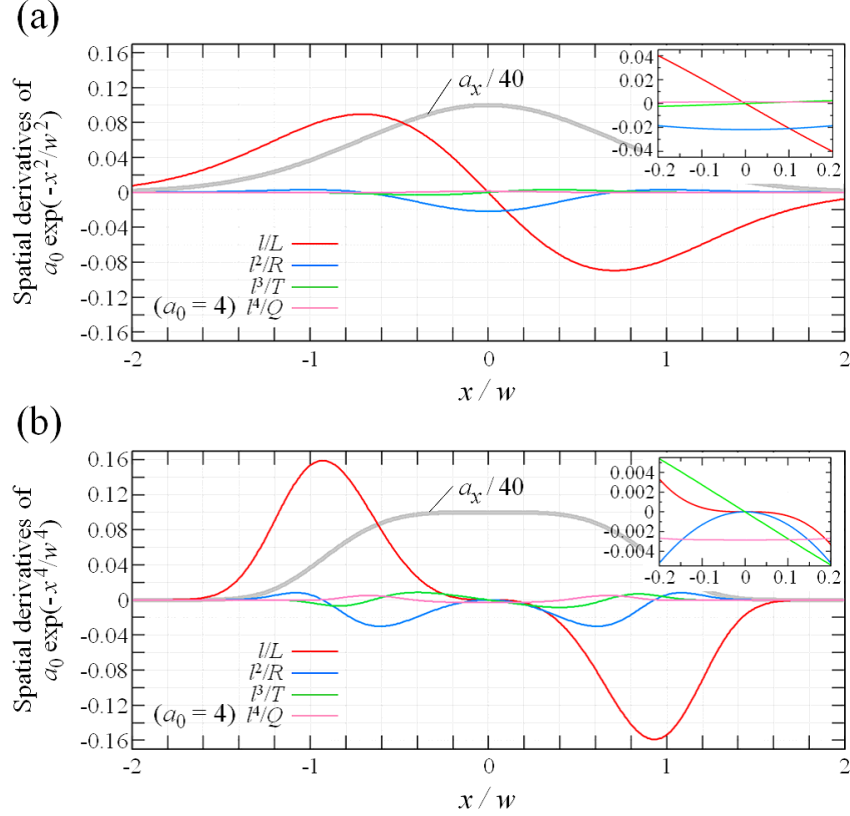 (a)
0.16
0.12
0.08
0.04
0
-0.04
-0.08
-0.12
-0.16
Spatial derivatives of
a₀ exp(-x²/w²)
aₓ / 40
l/L
l²/R
l³/T
(a₀ = 4) l⁴/Q
0.04
0.02
0
-0.02
-0.04
-0.2 -0.1 0 0.1 0.2
-2 -1 0 1 2
x / w
(b)
0.16
0.12
0.08
0.04
0
-0.04
-0.08
-0.12
-0.16
Spatial derivatives of
a₀ exp(-x⁴/w⁴)
aₓ / 40
l/L
l²/R
l³/T
(a₀ = 4) l⁴/Q
0.004
0.002
0
-0.002
-0.004
-0.2 -0.1 0 0.1 0.2
-2 -1 0 1 2
x / w